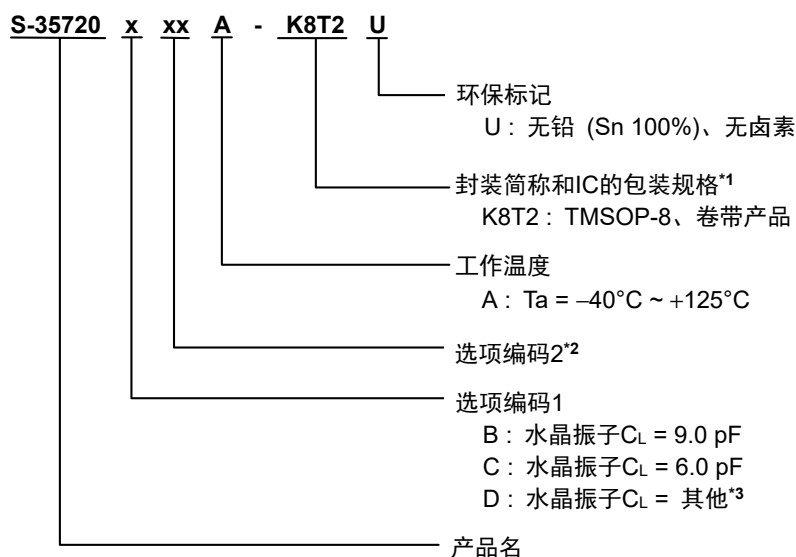 S-35720 x xx A - K8T2 U
环保标记
U : 无铅 (Sn 100%)、无卤素
封装简称和IC的包装规格*1
K8T2 : TMSOP-8、卷带产品
工作温度
A : Ta = −40°C ~ +125°C
选项编码2*2
选项编码1
B : 水晶振子CL = 9.0 pF
C : 水晶振子CL = 6.0 pF
D : 水晶振子CL = 其他*3
产品名